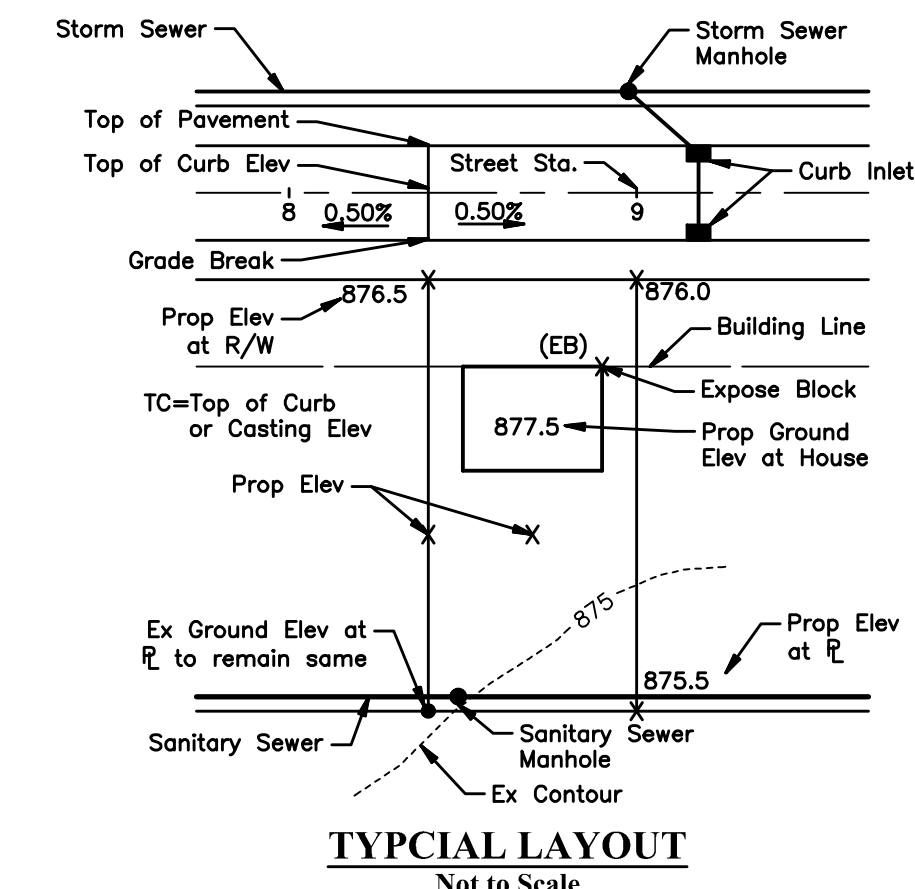 Storm Sewer
Storm Sewer
Manhole
Top of Pavement
Top of Curb Elev
Street Sta.
Curb Inlet
8
0.50%
0.50%
9
Grade Break
876.5
876.0
Prop Elev
at R/W
(EB)
Building Line
Expose Block
TC=Top of Curb
or Casting Elev
877.5
Prop Ground
Elev at House
Prop Elev
875
Ex Ground Elev at
PL to remain same
Prop Elev
at PL
875.5
Sanitary Sewer
Sanitary Sewer
Manhole
Ex Contour
TYPCIAL LAYOUT
Not to Scale